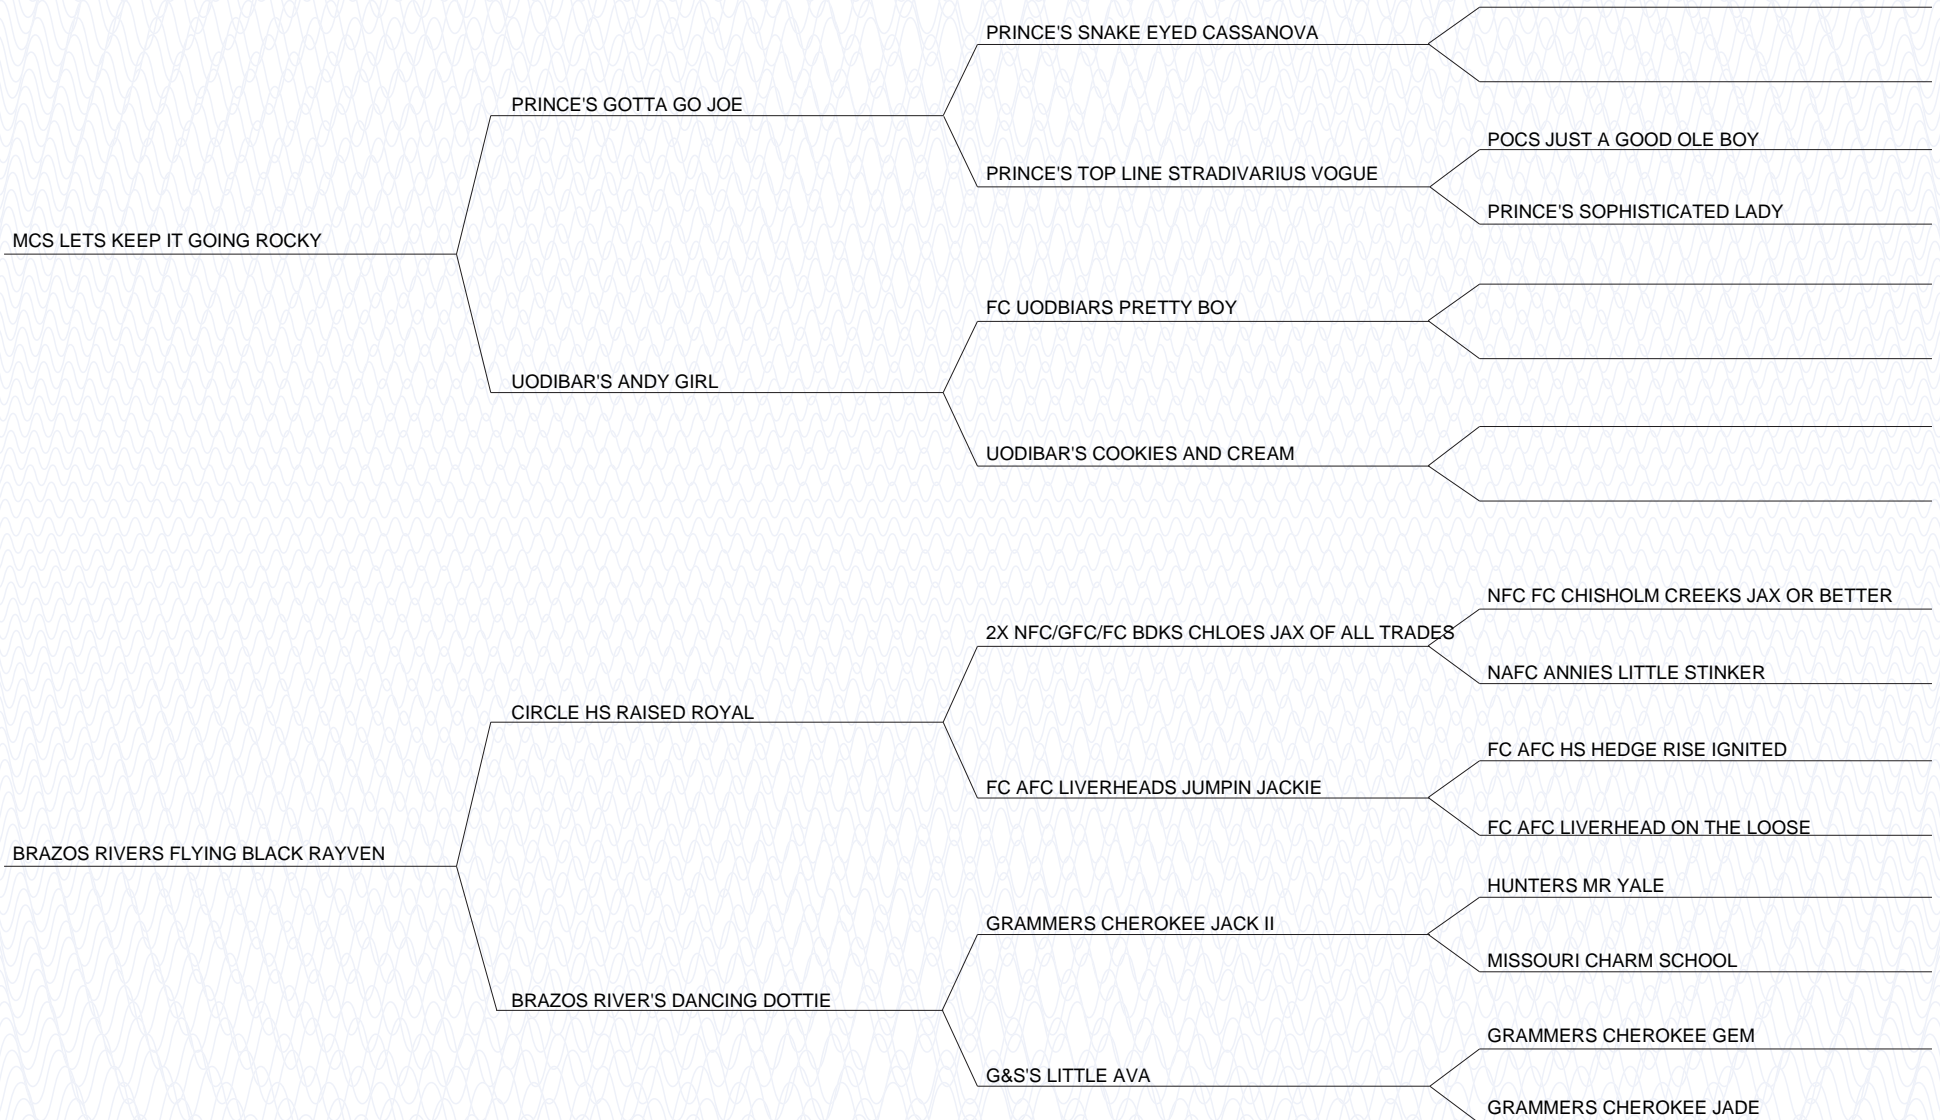 PRINCE'S SNAKE EYED CASSANOVA
PRINCE'S GOTTA GO JOE
POCS JUST A GOOD OLE BOY
PRINCE'S TOP LINE STRADIVARIUS VOGUE
PRINCE'S SOPHISTICATED LADY
MCS LETS KEEP IT GOING ROCKY
FC UODBIARS PRETTY BOY
UODIBAR'S ANDY GIRL
UODIBAR'S COOKIES AND CREAM
NFC FC CHISHOLM CREEKS JAX OR BETTER
2X NFC/GFC/FC BDKS CHLOES JAX OF ALL TRADES
NAFC ANNIES LITTLE STINKER
CIRCLE HS RAISED ROYAL
FC AFC HS HEDGE RISE IGNITED
FC AFC LIVERHEADS JUMPIN JACKIE
FC AFC LIVERHEAD ON THE LOOSE
BRAZOS RIVERS FLYING BLACK RAYVEN
HUNTERS MR YALE
GRAMMERS CHEROKEE JACK II
MISSOURI CHARM SCHOOL
BRAZOS RIVER'S DANCING DOTTIE
GRAMMERS CHEROKEE GEM
G&S'S LITTLE AVA
GRAMMERS CHEROKEE JADE